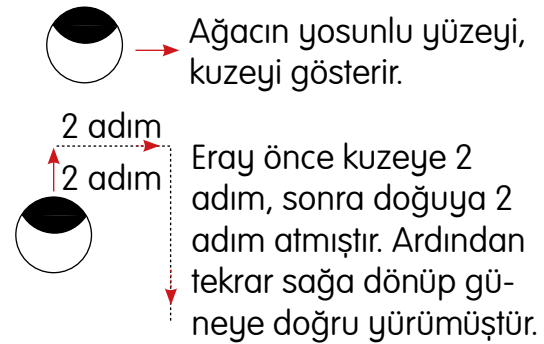 Ağacın yosunlu yüzeyi,
kuzeyi gösterir.
2 adım
2 adım
Eray önce kuzeye 2
adım, sonra doğuya 2
adım atmıştır. Ardından
tekrar sağa dönüp gü-
neye doğru yürümüştür.